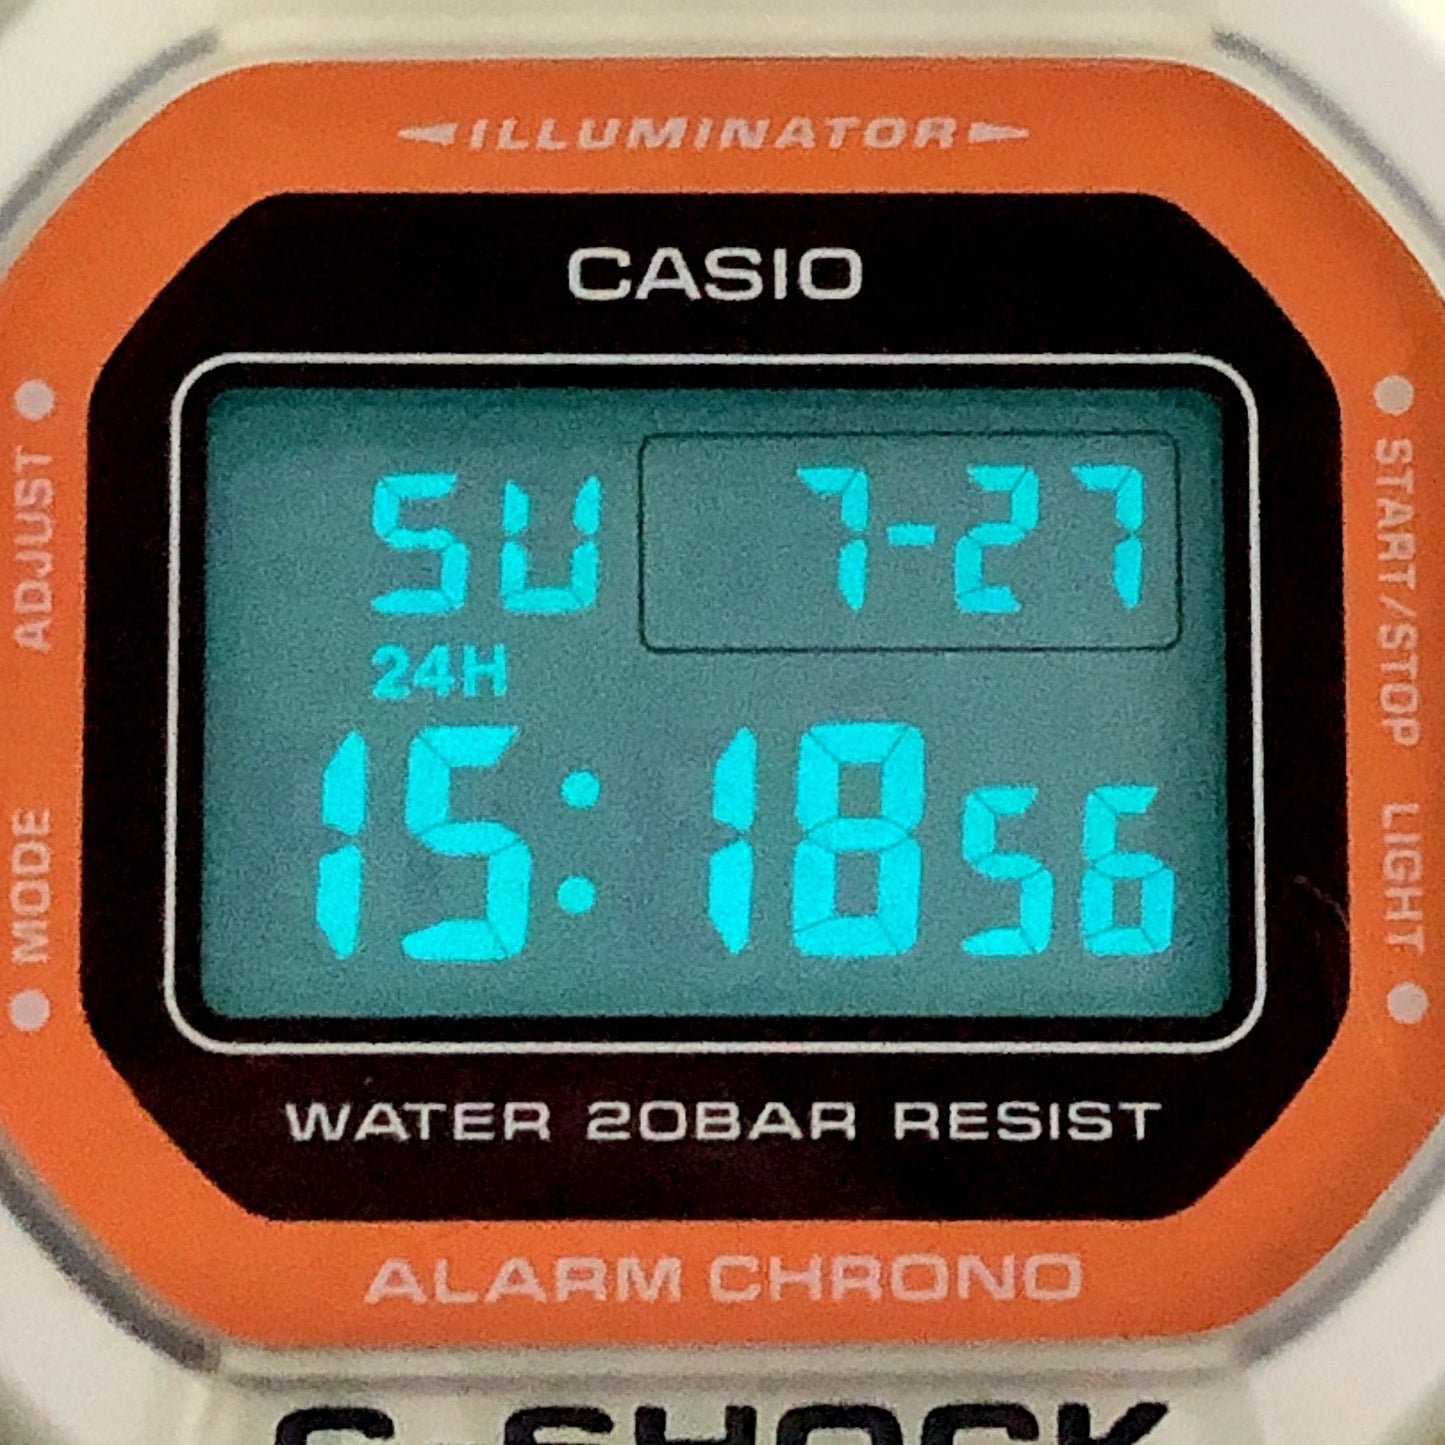 ILLUMINATOR
CASIO
ADJUST
START/STOP
SU 7-27
24H
15:18 56
MODE
LIGHT
WATER 20BAR RESIST
ALARM CHRONO
G-SHOCK